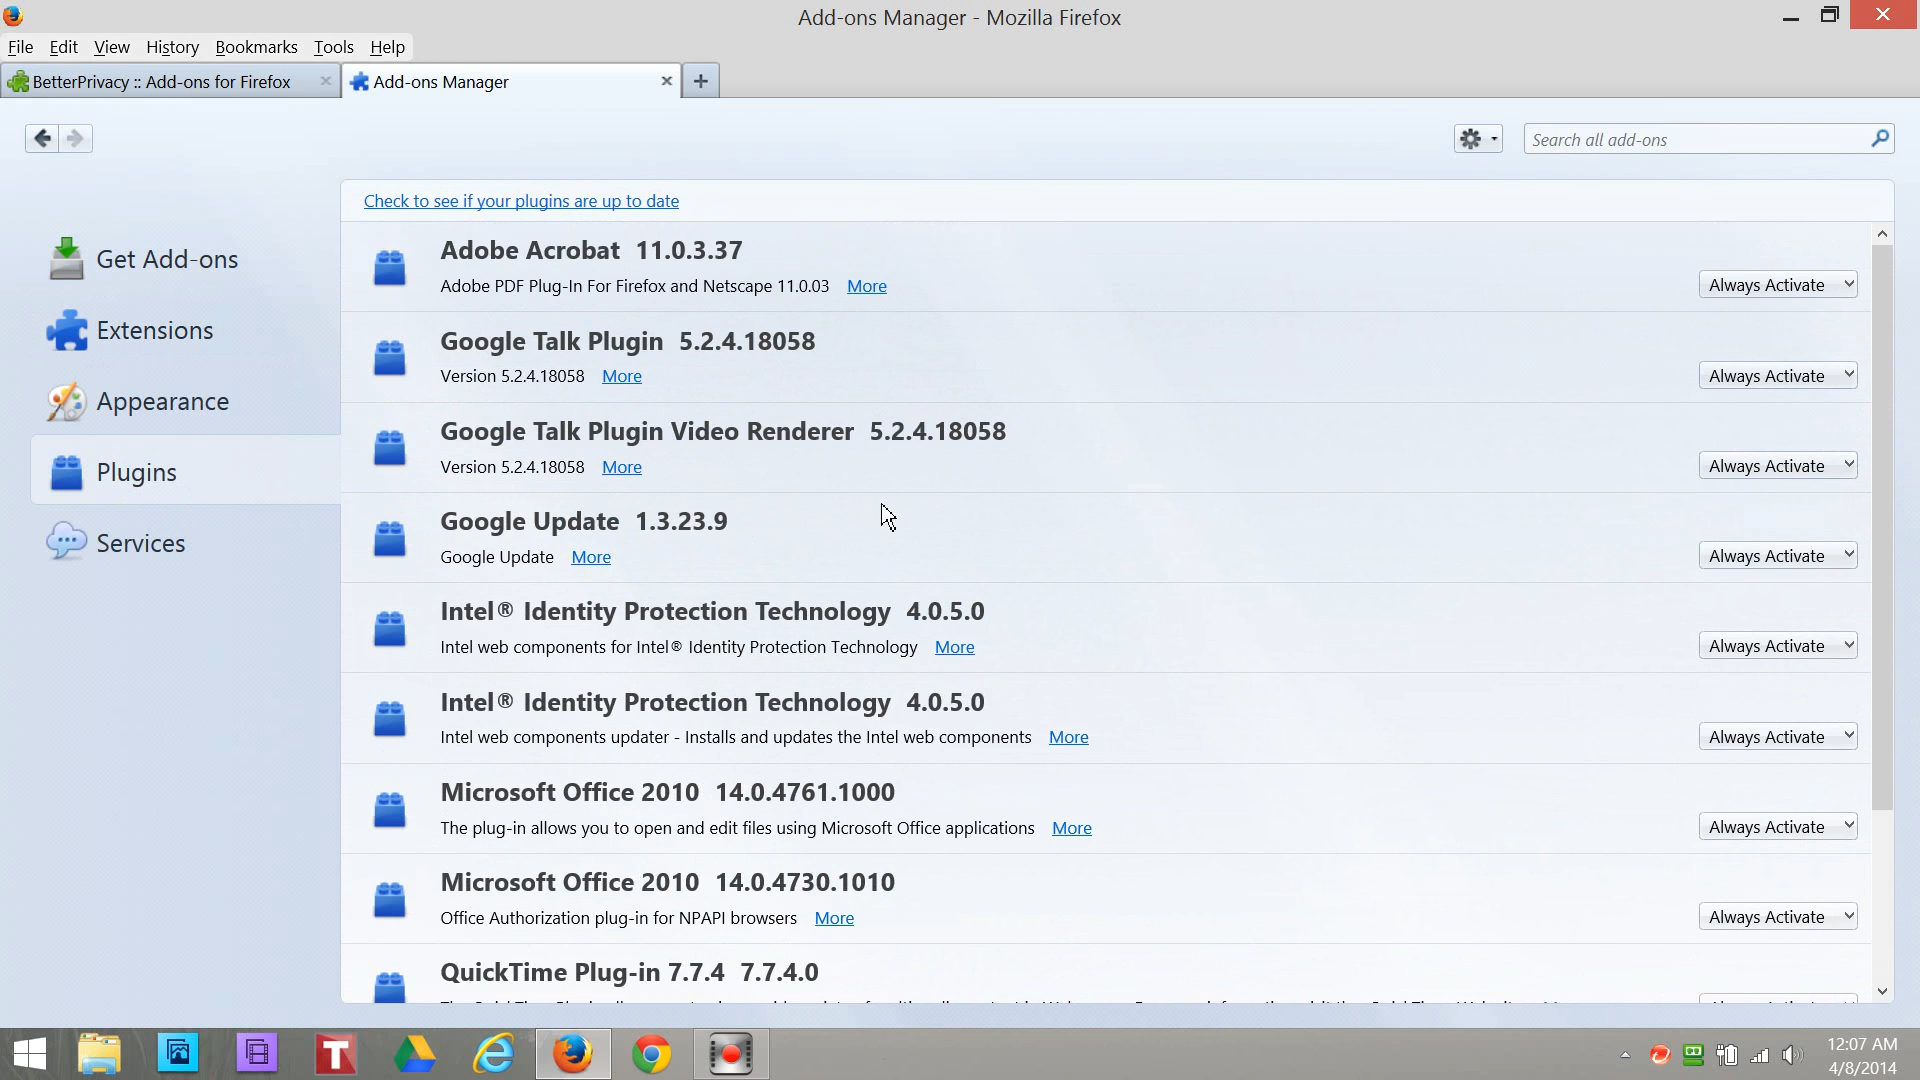 Add-ons Manager - Mozilla Firefox
File Edit View History Bookmarks Tools Help
BetterPrivacy :: Add-ons for Firefox
Add-ons Manager
Search all add-ons
Check to see if your plugins are up to date
Get Add-ons
Extensions
Appearance
Plugins
Services
Adobe Acrobat 11.0.3.37
Adobe PDF Plug-In For Firefox and Netscape 11.0.03 More
Always Activate
Google Talk Plugin 5.2.4.18058
Version 5.2.4.18058 More
Always Activate
Google Talk Plugin Video Renderer 5.2.4.18058
Version 5.2.4.18058 More
Always Activate
Google Update 1.3.23.9
Google Update More
Always Activate
Intel® Identity Protection Technology 4.0.5.0
Intel web components for Intel® Identity Protection Technology More
Always Activate
Intel® Identity Protection Technology 4.0.5.0
Intel web components updater - Installs and updates the Intel web components More
Always Activate
Microsoft Office 2010 14.0.4761.1000
The plug-in allows you to open and edit files using Microsoft Office applications More
Always Activate
Microsoft Office 2010 14.0.4730.1010
Office Authorization plug-in for NPAPI browsers More
Always Activate
QuickTime Plug-in 7.7.4 7.7.4.0
12:07 AM
4/8/2014